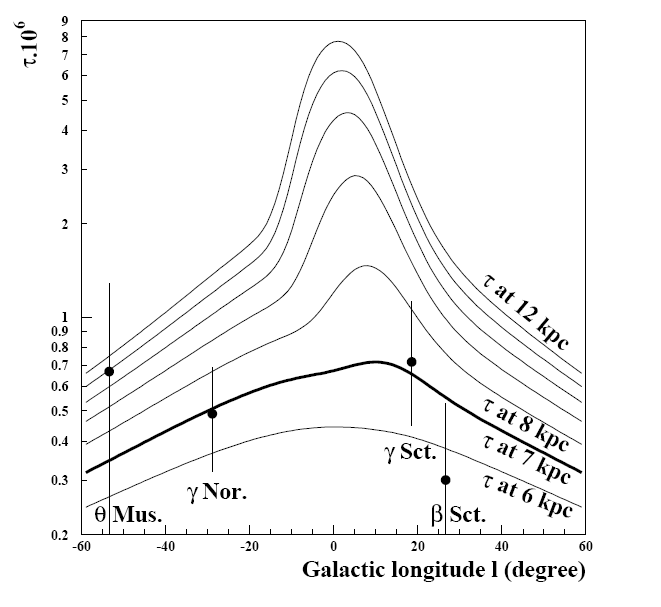 τ.10⁶
9
8
7
6
5
4
3
2
1
0.9
0.8
0.7
0.6
0.5
0.4
0.3
0.2
τ at 12 kpc
τ at 8 kpc
τ at 7 kpc
τ at 6 kpc
γ Sct.
γ Nor.
θ Mus.
β Sct.
-60 -40 -20 0 20 40 60
Galactic longitude l (degree)